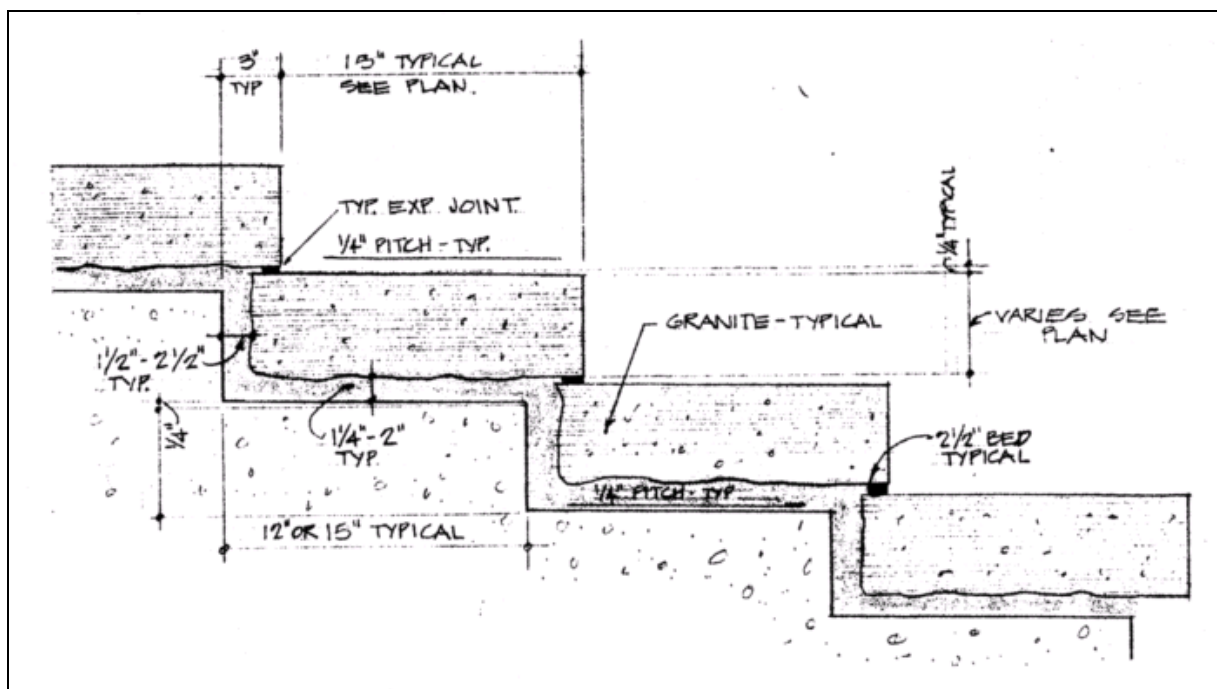 3"
TYP
15" TYPICAL
SEE PLAN.
TYP. EXP. JOINT.
1/4" PITCH-TYP.
1/4" TYPICAL
GRANITE-TYPICAL
VARIES SEE
PLAN
1 1/2"-2 1/2"
TYP.
1/4"
1 1/4"-2"
TYP.
2 1/2" BED
TYPICAL
1/4" PITCH-TYP
12" OR 15" TYPICAL